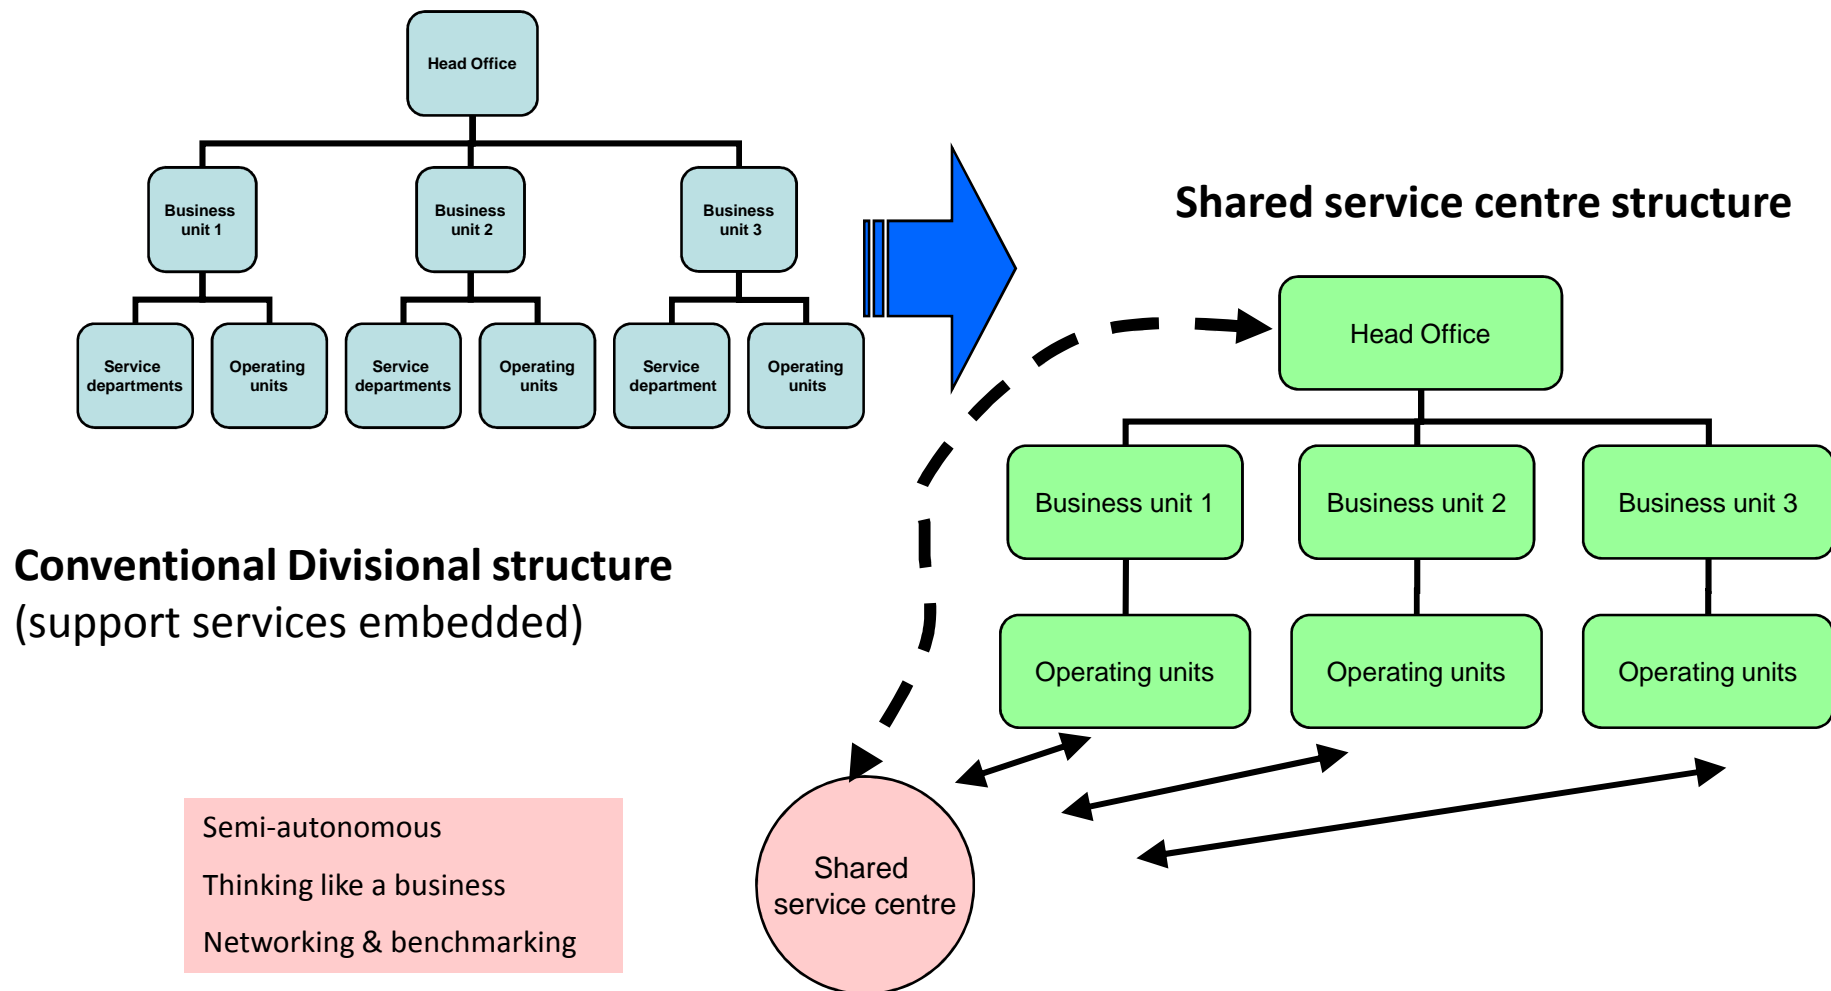 Head Office
Business
unit 1
Business
unit 2
Business
unit 3
Service
departments
Operating
units
Service
departments
Operating
units
Service
department
Operating
units
Conventional Divisional structure
(support services embedded)
Shared service centre structure
Head Office
Business unit 1
Business unit 2
Business unit 3
Operating units
Operating units
Operating units
Shared
service centre
Semi-autonomous
Thinking like a business
Networking & benchmarking